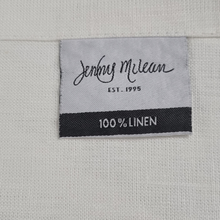 Jenny Mclean
EST. 1995
100% LINEN